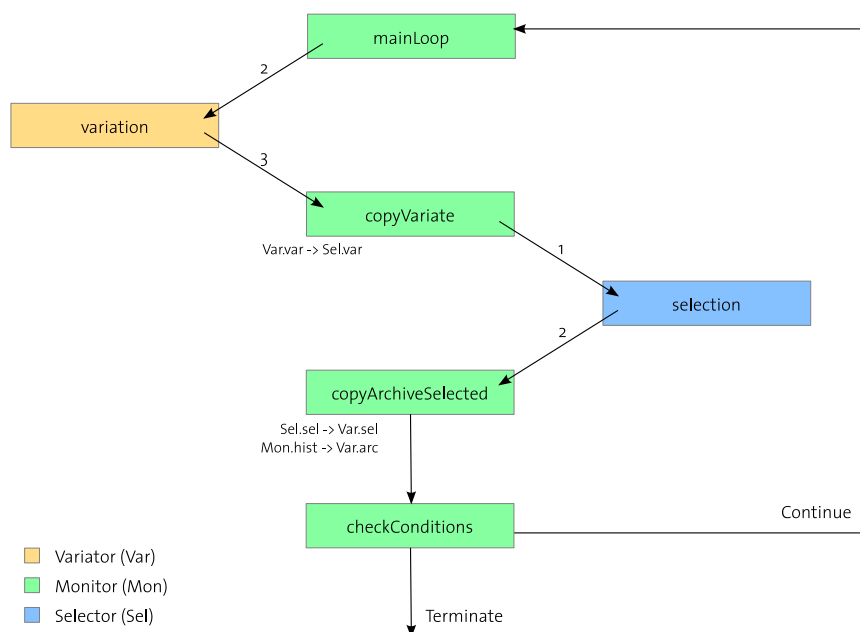 mainLoop
2
variation
3
copyVariate
Var.var -> Sel.var
1
selection
2
copyArchiveSelected
Sel.sel -> Var.sel
Mon.hist -> Var.arc
checkConditions
Continue
Terminate
Variator (Var)
Monitor (Mon)
Selector (Sel)